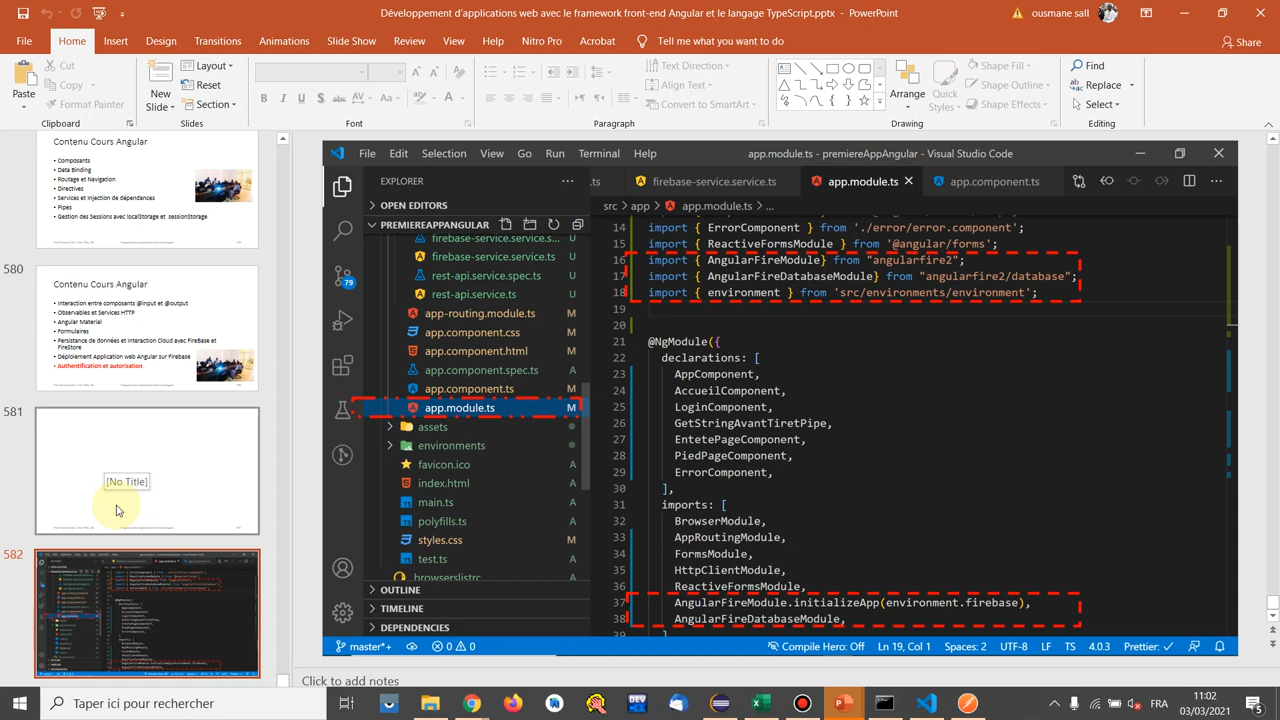 Développement d'applications web avec le framework Angular et le langage TypeScript.pptx - PowerPoint
ousmane sall
File Home Insert Design Transitions Animations Slide Show Review View Help Nitro Pro Acrobat Tell me what you want to do
Share
Paste
Cut
Copy
Format Painter
Clipboard
New Slide
Layout
Reset
Section
Slides
Font
Text Direction
Align Text
Convert to SmartArt
Paragraph
Arrange
Quick Styles
Shape Fill
Shape Outline
Shape Effects
Drawing
Find
Replace
Select
Editing
Contenu Cours Angular
• Composants
• Data Binding
• Routage et Navigation
• Directives
• Services et Injection de dépendances
• Pipes
• Gestion des Sessions avec localStorage et sessionStorage
580
Contenu Cours Angular
• Interaction entre composants @input et @output
• Observables et Services HTTP
• Angular Material
• Formulaires
• Persistance de données et Interaction Cloud avec FireBase et
FireStore
• Déploiement Application web Angular sur Firebase
• Authentification et autorisation
581
[No Title]
582
File Edit Selection View Go Run Terminal Help
app.module.ts - premiereAppAngular - Visual Studio Code
EXPLORER
.ts
firebase-service.service.ts
app.module.ts
app.component.ts
OPEN EDITORS
PREMIEREAPPANGULAR
src > app > app.module.ts > ...
firebase-service.service.s... U
firebase-service.service.ts U
rest-api.service.spec.ts U
rest-api.service.ts U
app-routing.module.ts M
app.component.css M
app.component.html M
app.component.spec.ts U
app.component.ts M
app.module.ts M
assets
environments
favicon.ico A
index.html A
main.ts A
polyfills.ts A
styles.css A
test.ts A
79
OUTLINE
14 import { ErrorComponent } from './error/error.component';
15 import { ReactiveFormsModule } from '@angular/forms';
16 import { AngularFireModule} from "angularfire2";
17 import { AngularFireDatabaseModule} from "angularfire2/database";
18 import { environment } from 'src/environments/environment';
19
20
21 @NgModule({
22 declarations: [
23 AppComponent,
24 AccueilComponent,
25 LoginComponent,
26 GetStringAvantTiretPipe,
27 EntetePageComponent,
28 PiedPageComponent,
29 ErrorComponent,
30 ],
31 imports: [
32 BrowserModule,
33 AppRoutingModule,
34 FormsModule,
35 HttpClientModule,
36 ReactiveFormsModule,
37 AngularFireModule.initializeApp(environment.firebase),
38 AngularFireDatabaseModule,
master*+ 0 0
Compile Hero: Off Ln 19, Col 1 Spaces: 2 UTF-8 LF TS 4.0.3 Prettier: ✓
Click to add notes
Taper ici pour rechercher
FRA
11:02
03/03/2021
5